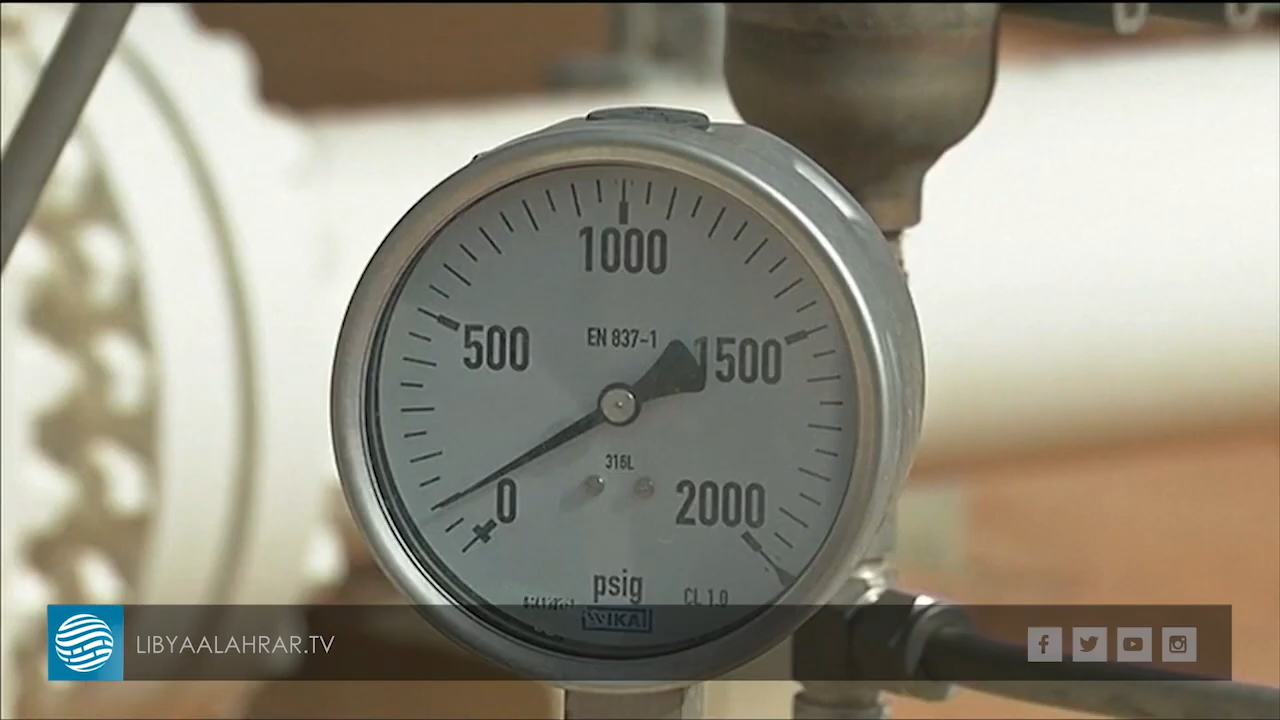 1000
500
EN 837-1
1500
316L
0
2000
psig
CL 1.0
WIKA
LIBYAALAHRAR.TV